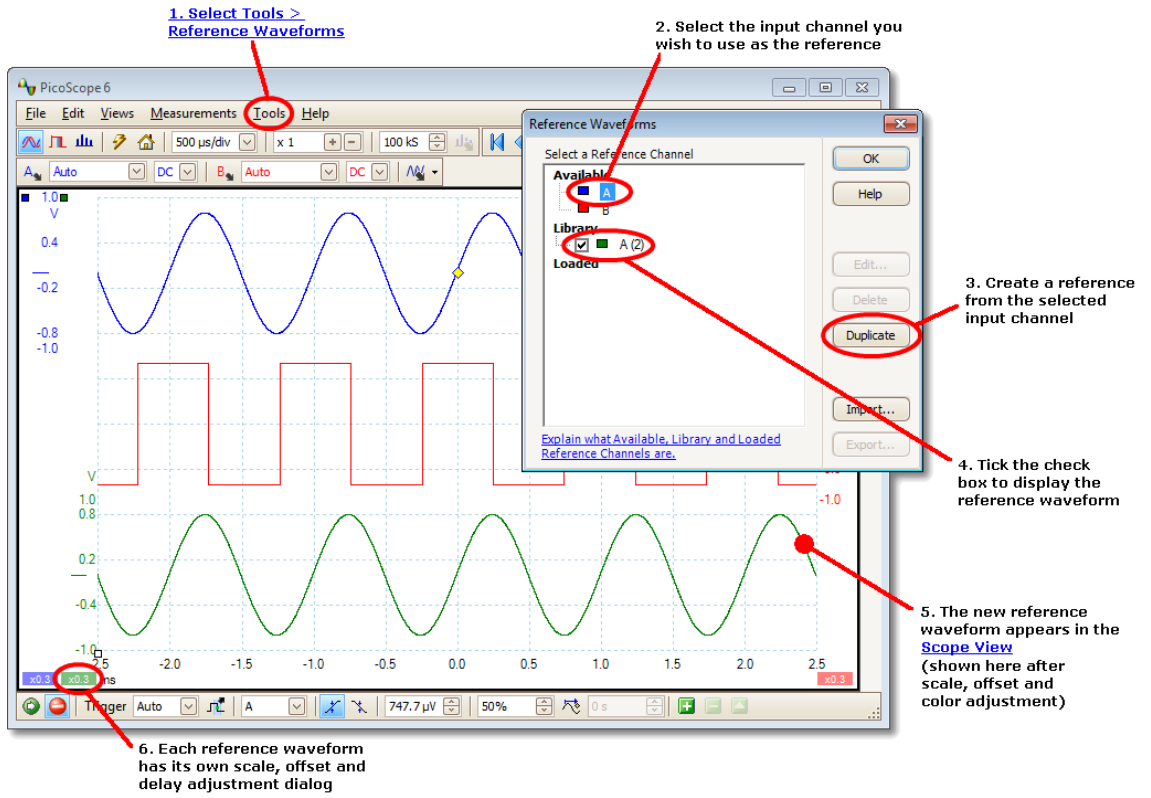 1. Select Tools >
Reference Waveforms
2. Select the input channel you
wish to use as the reference
PicoScope 6
File Edit Views Measurements Tools Help
500 µs/div x 1 + - 100 kS
A Auto DC B Auto DC
Reference Waveforms
Select a Reference Channel
Available
A
B
Library
A (2)
Loaded
Explain what Available, Library and Loaded
Reference Channels are.
OK
Help
Edit...
Delete
Duplicate
Import...
Export...
3. Create a reference
from the selected
input channel
4. Tick the check
box to display the
reference waveform
1.0
V
0.4
-0.2
-0.8
-1.0
V
1.0
0.8
0.2
-0.4
-1.0
-1.0
-2.0 -1.5 -1.0 -0.5 0.0 0.5 1.0 1.5 2.0 2.5
x0.3 x0.3 ms x0.3
5. The new reference
waveform appears in the
Scope View
(shown here after
scale, offset and
color adjustment)
Trigger Auto A 747.7 µV 50% 0 s
6. Each reference waveform
has its own scale, offset and
delay adjustment dialog